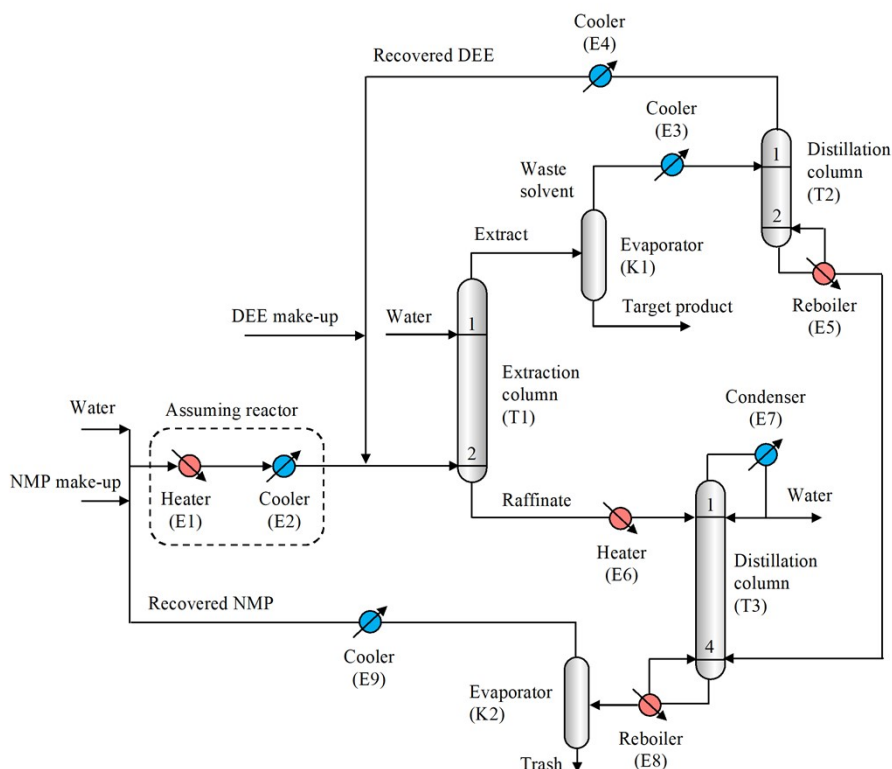 Cooler
(E4)
Recovered DEE
Cooler
(E3)
Waste
solvent
1
2
Distillation
column
(T2)
Extract
Evaporator
(K1)
Target product
Reboiler
(E5)
DEE make-up
Water
1
2
Extraction
column
(T1)
Condenser
(E7)
Water
Assuming reactor
NMP make-up
Heater
(E1)
Cooler
(E2)
Raffinate
Heater
(E6)
1
4
Water
Distillation
column
(T3)
Recovered NMP
Cooler
(E9)
Evaporator
(K2)
Reboiler
(E8)
Trash